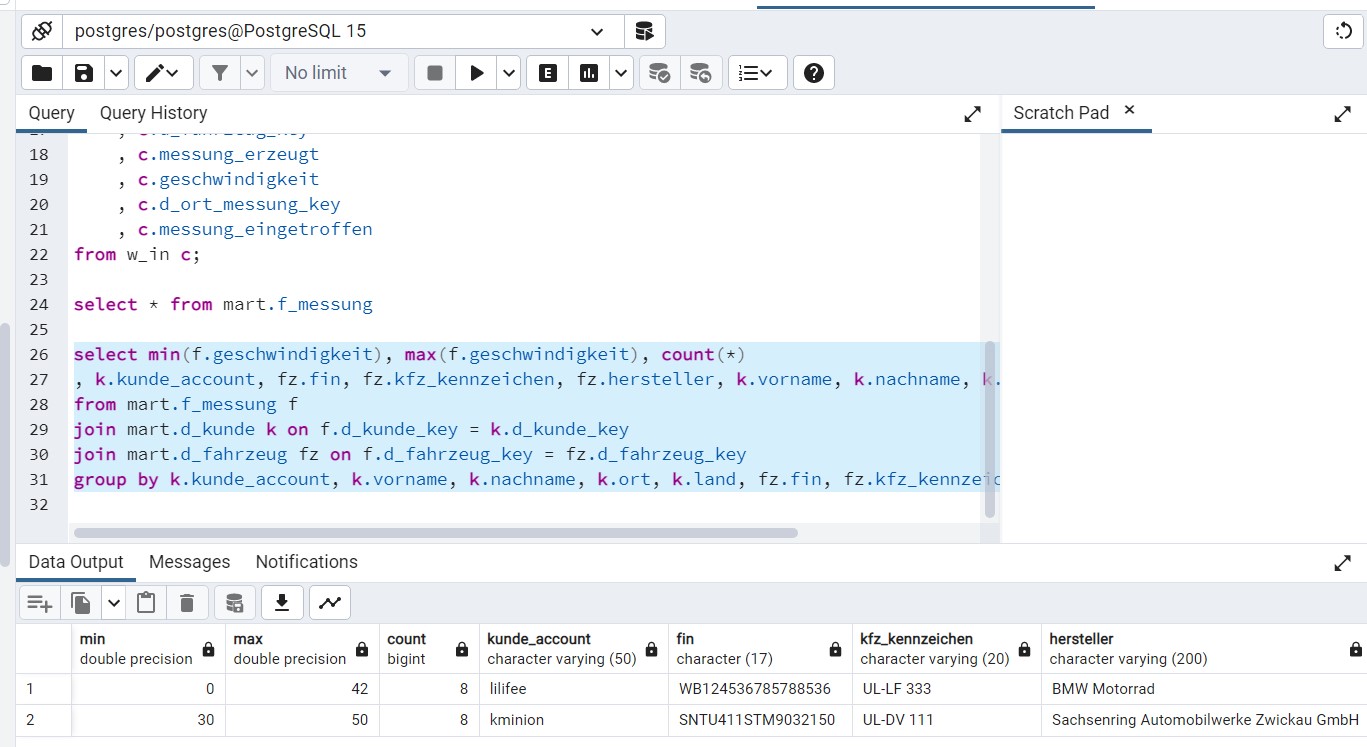 postgres/postgres@PostgreSQL 15
No limit
Query Query History
Scratch Pad
18 , c.messung_erzeugt
19 , c.geschwindigkeit
20 , c.d_ort_messung_key
21 , c.messung_eingetroffen
22 from w_in c;
23
24 select * from mart.f_messung
25
26 select min(f.geschwindigkeit), max(f.geschwindigkeit), count(*)
27 , k.kunde_account, fz.fin, fz.kfz_kennzeichen, fz.hersteller, k.vorname, k.nachname, k.
28 from mart.f_messung f
29 join mart.d_kunde k on f.d_kunde_key = k.d_kunde_key
30 join mart.d_fahrzeug fz on f.d_fahrzeug_key = fz.d_fahrzeug_key
31 group by k.kunde_account, k.vorname, k.nachname, k.ort, k.land, fz.fin, fz.kfz_kennzeic
32
Data Output Messages Notifications
min max count kunde_account fin kfz_kennzeichen hersteller
double precision double precision bigint character varying (50) character (17) character varying (20) character varying (200)
1 0 42 8 lilifee WB124536785788536 UL-LF 333 BMW Motorrad
2 30 50 8 kminion SNTU411STM9032150 UL-DV 111 Sachsenring Automobilwerke Zwickau GmbH